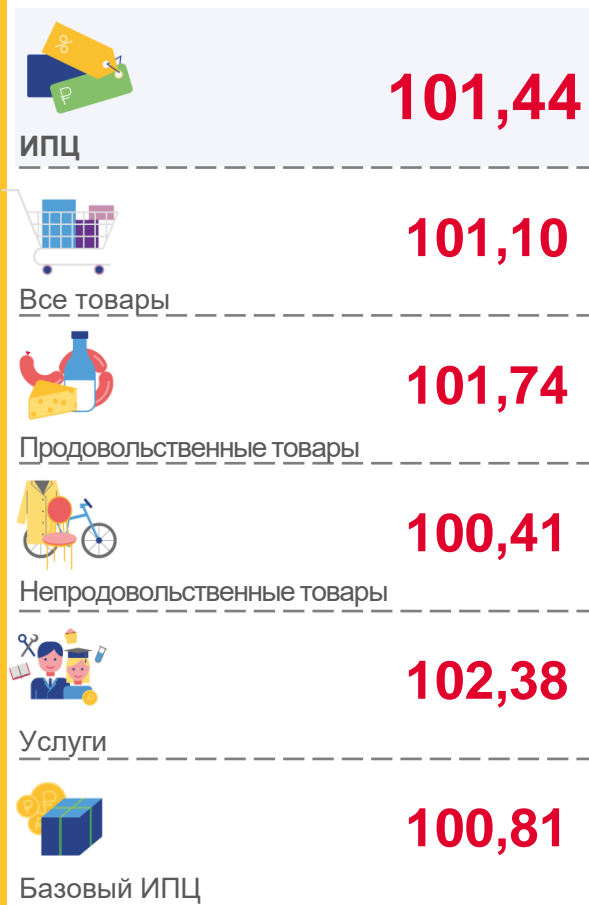 %
₽
101,44
ИПЦ
101,10
Все товары
101,74
Продовольственные товары
100,41
Непродовольственные товары
102,38
Услуги
₽
₽
100,81
Базовый ИПЦ